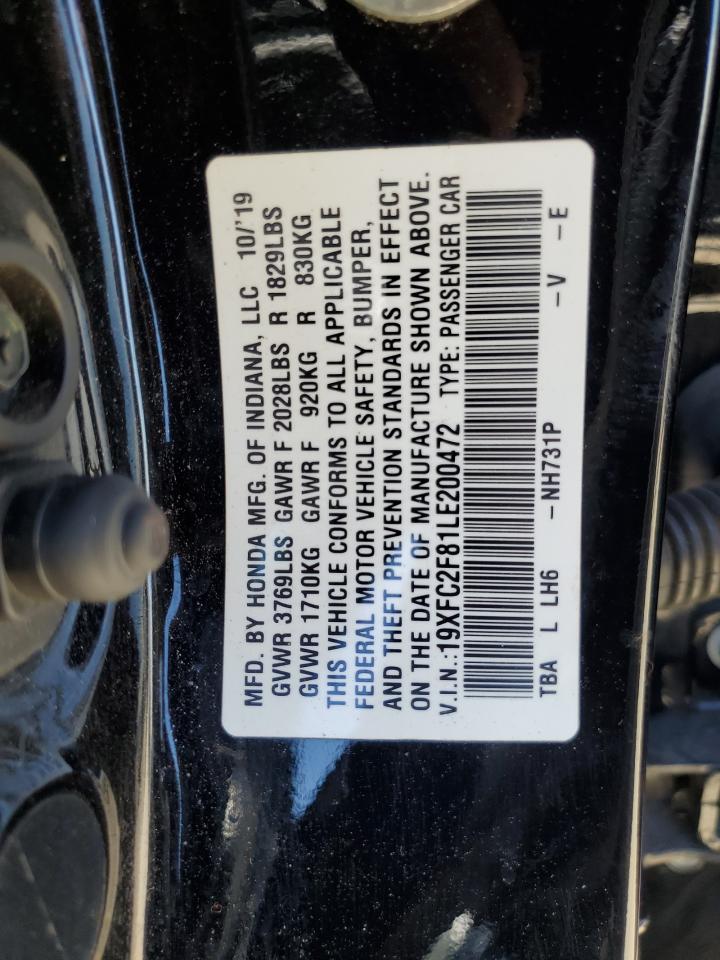 MFD. BY HONDA MFG. OF INDIANA, LLC 10/'19
GVWR 3769LBS GAWR F 2028LBS R 1829LBS
GVWR 1710KG GAWR F 920KG R 830KG
THIS VEHICLE CONFORMS TO ALL APPLICABLE
FEDERAL MOTOR VEHICLE SAFETY, BUMPER,
AND THEFT PREVENTION STANDARDS IN EFFECT
ON THE DATE OF MANUFACTURE SHOWN ABOVE.
V.I.N.:19XFC2F81LE200472 TYPE: PASSENGER CAR
TBA L LH6 -NH731P -V -E